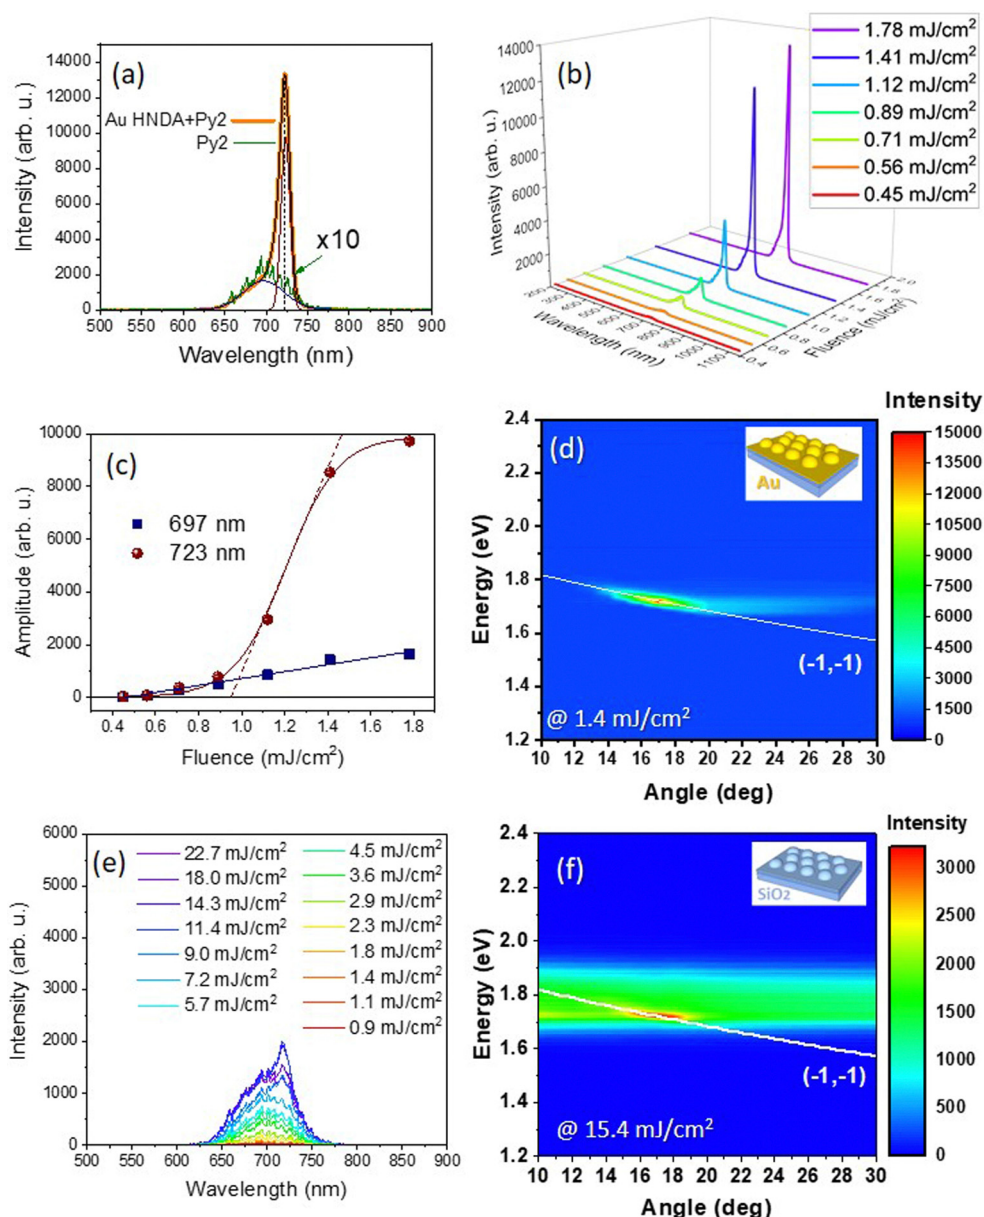 (a)
14000
12000
10000
8000
6000
4000
2000
0
Intensity (arb. u.)
Au HNDA+Py2
Py2
x10
500 550 600 650 700 750 800 850 900
Wavelength (nm)
(b)
14000
12000
10000
8000
6000
4000
2000
Intensity (arb. u.)
1.78 mJ/cm²
1.41 mJ/cm²
1.12 mJ/cm²
0.89 mJ/cm²
0.71 mJ/cm²
0.56 mJ/cm²
0.45 mJ/cm²
Wavelength (nm)
Fluence (mJ/cm²)
(c)
10000
8000
6000
4000
2000
0
Amplitude (arb. u.)
697 nm
723 nm
0.4 0.6 0.8 1.0 1.2 1.4 1.6 1.8
Fluence (mJ/cm²)
(d)
2.4
2.2
2.0
1.8
1.6
1.4
1.2
Energy (eV)
Au
(-1,-1)
@ 1.4 mJ/cm²
10 12 14 16 18 20 22 24 26 28 30
Angle (deg)
Intensity
15000
13500
12000
10500
9000
7500
6000
4500
3000
1500
0
(e)
6000
5000
4000
3000
2000
1000
0
Intensity (arb. u.)
22.7 mJ/cm²
18.0 mJ/cm²
14.3 mJ/cm²
11.4 mJ/cm²
9.0 mJ/cm²
7.2 mJ/cm²
5.7 mJ/cm²
4.5 mJ/cm²
3.6 mJ/cm²
2.9 mJ/cm²
2.3 mJ/cm²
1.8 mJ/cm²
1.4 mJ/cm²
1.1 mJ/cm²
0.9 mJ/cm²
500 550 600 650 700 750 800 850 900
Wavelength (nm)
(f)
2.4
2.2
2.0
1.8
1.6
1.4
1.2
Energy (eV)
SiO₂
(-1,-1)
@ 15.4 mJ/cm²
10 12 14 16 18 20 22 24 26 28 30
Angle (deg)
Intensity
3000
2500
2000
1500
1000
500
0